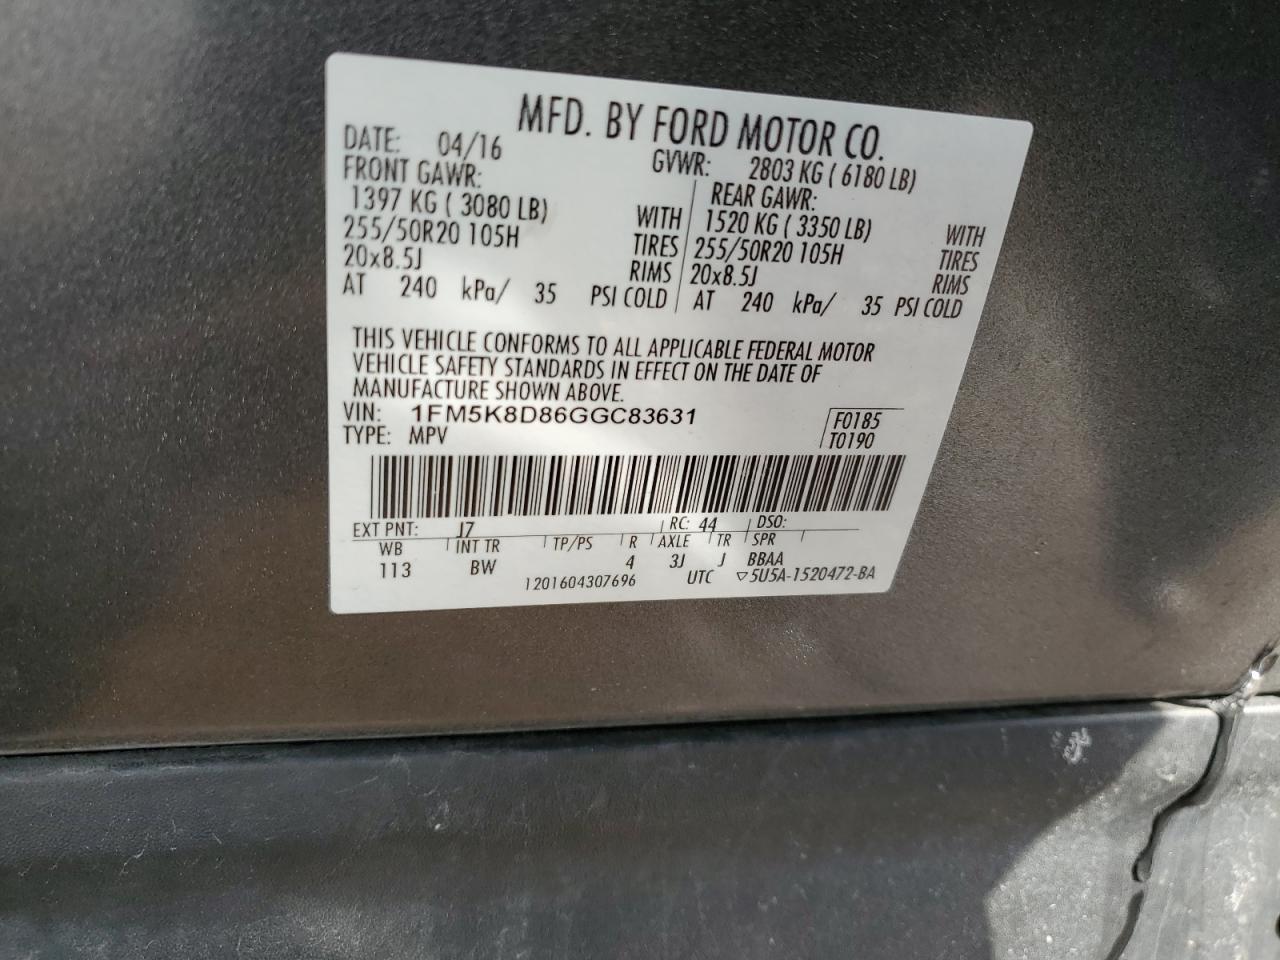 MFD. BY FORD MOTOR CO.
DATE: 04/16 GVWR: 2803 KG ( 6180 LB)
FRONT GAWR: REAR GAWR:
1397 KG ( 3080 LB) WITH 1520 KG ( 3350 LB) WITH
255/50R20 105H TIRES 255/50R20 105H TIRES
20x8.5J RIMS 20x8.5J RIMS
AT 240 kPa/ 35 PSI COLD AT 240 kPa/ 35 PSI COLD
THIS VEHICLE CONFORMS TO ALL APPLICABLE FEDERAL MOTOR
VEHICLE SAFETY STANDARDS IN EFFECT ON THE DATE OF
MANUFACTURE SHOWN ABOVE.
VIN: 1FM5K8D86GGC83631 F0185
TYPE: MPV T0190
EXT PNT: J7 RC: 44 DSO:
WB INT TR TP/PS R AXLE TR SPR
113 BW 4 3J J BBAA
1201604307696 UTC ▽5U5A-1520472-BA